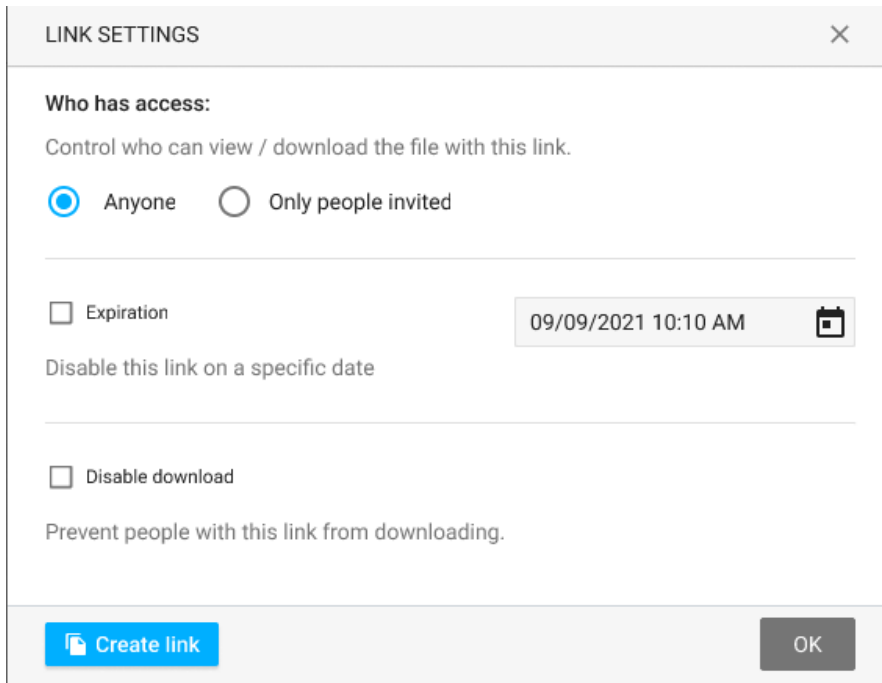 LINK SETTINGS
Who has access:
Control who can view / download the file with this link.
Anyone Only people invited
Expiration 09/09/2021 10:10 AM
Disable this link on a specific date
Disable download
Prevent people with this link from downloading.
Create link OK